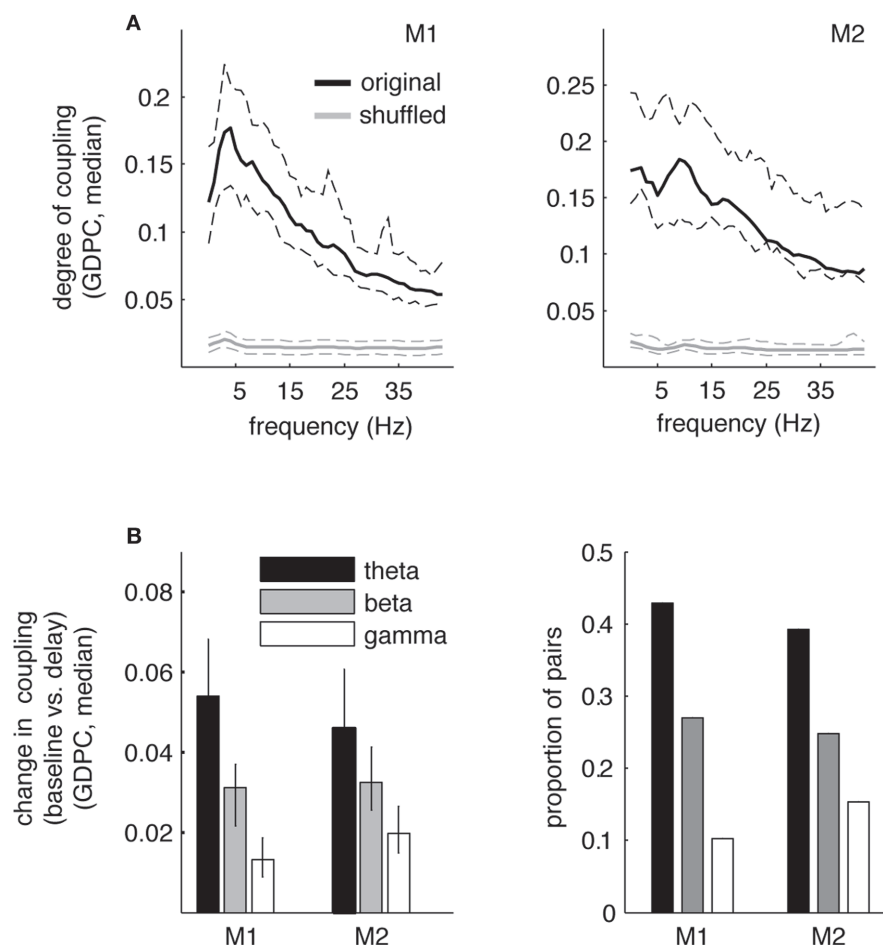 A
M1
M2
original
shuffled
degree of coupling
(GDPC, median)
0.2
0.15
0.1
0.05
5
15
25
35
frequency (Hz)
0.25
0.2
0.15
0.1
0.05
5
15
25
35
frequency (Hz)
B
theta
beta
gamma
change in coupling
(baseline vs. delay)
(GDPC, median)
0.08
0.06
0.04
0.02
M1
M2
proportion of pairs
0.5
0.4
0.3
0.2
0.1
0
M1
M2